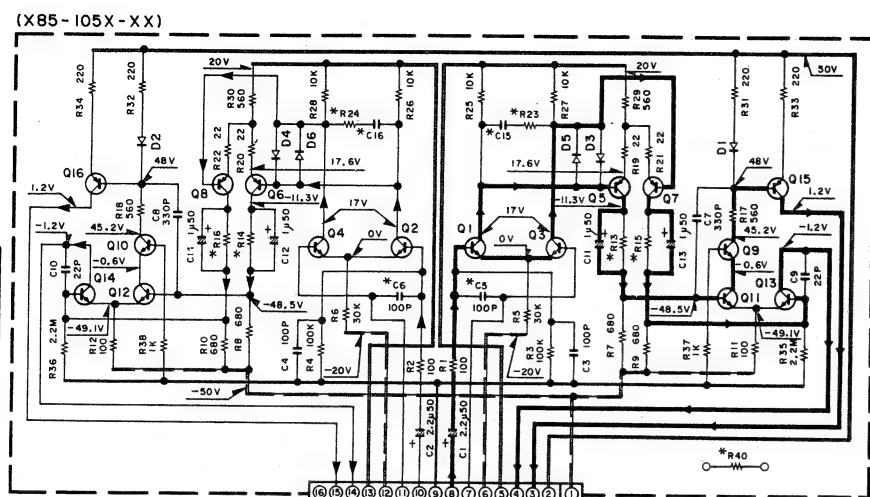 (X85-105X-XX)
20V
20V
50V
R34
220
R32
220
R30
560
R28
10K
R26
10K
R25
10K
R27
10K
R29
560
R31
220
R33
220
*R24
*C16
*R23
*C15
D2
R22
22
R20
22
D4
D6
D5
D3
R19
22
R21
22
D1
Q16
48V
17.6V
17.6V
48V
Q15
1.2V
Q8
Q6
Q5
Q7
1.2V
R18
560
C8
330P
-11.3V
-11.3V
C7
330P
R17
560
-1.2V
45.2V
17V
17V
45.2V
-1.2V
Q10
C11
1μ50
*R16
*R14
C12
1μ50
Q4
Q2
Q1
Q3
C11
1μ50
*R13
*R15
C13
1μ50
Q9
C10
22P
-0.6V
0V
0V
-0.6V
C9
22P
Q14
Q12
*C6
100P
*C5
100P
Q11
Q13
-48.5V
-48.5V
2.2M
R36
-49.1V
R12
100
R38
1K
R10
680
R8
680
C4
100P
R4
100K
R6
30K
R2
100
R1
100
R5
30K
R3
100K
C3
100P
R7
680
R9
680
R37
1K
R11
100
-49.1V
R35
2.2M
-50V
-20V
-20V
C2
2.2μ50
C1
2.2μ50
*R40
16 15 14 13 12 11 10 9 8 7 6 5 4 3 2 1